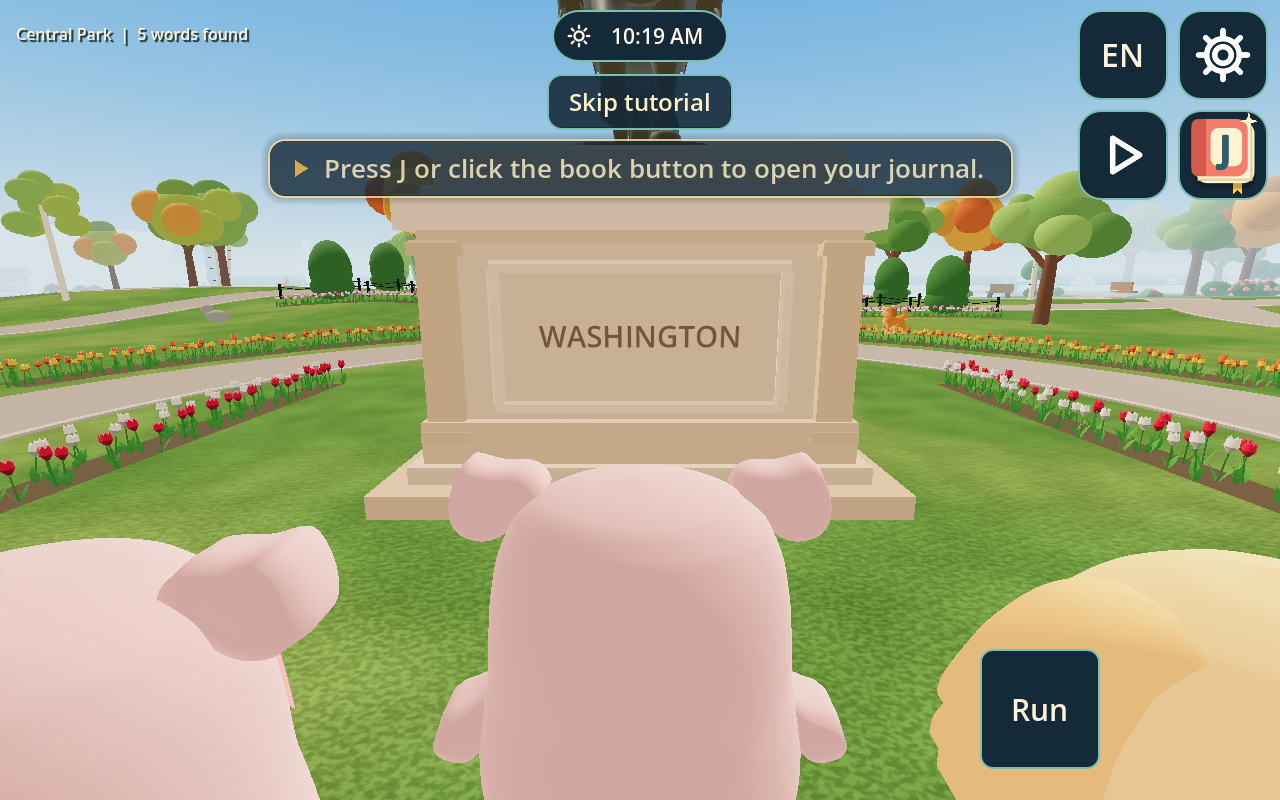 Central Park | 5 words found
10:19 AM
EN
Skip tutorial
Press J or click the book button to open your journal.
J
WASHINGTON
Run